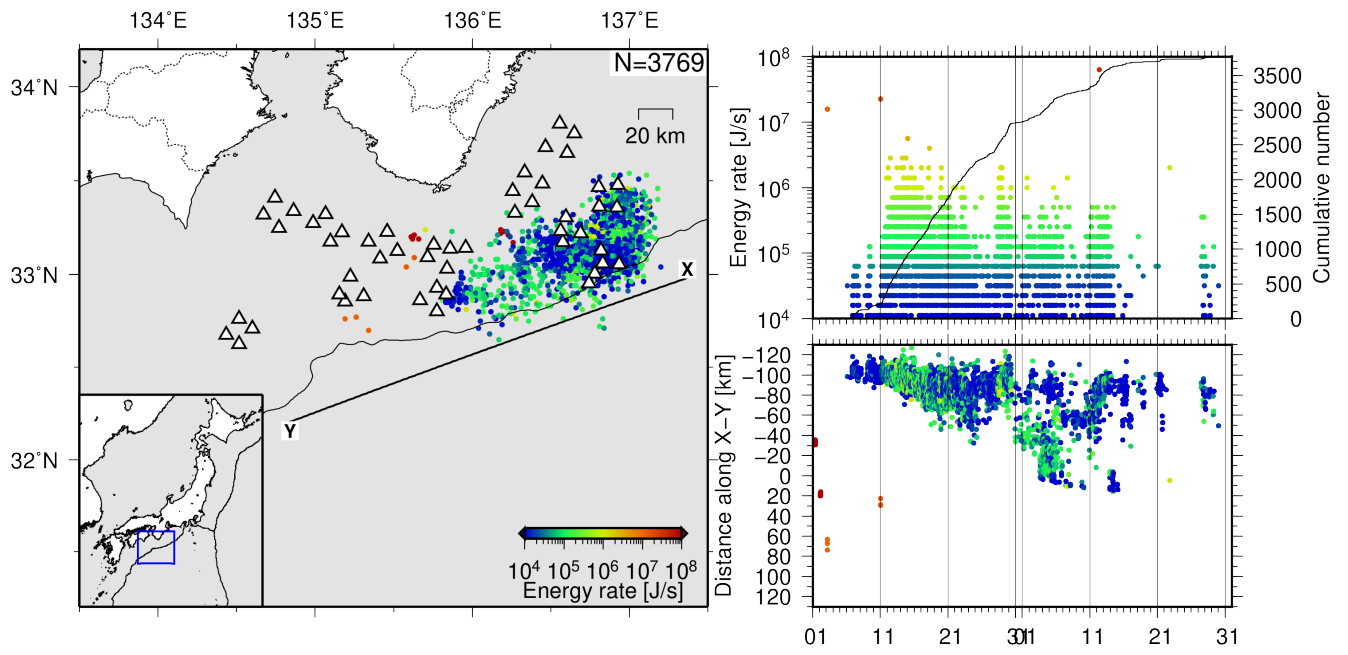 134°E 135°E 136°E 137°E
34°N
33°N
32°N
N=3769
20 km
X
Y
10⁴ 10⁵ 10⁶ 10⁷ 10⁸
Energy rate [J/s]
10⁸
10⁷
10⁶
10⁵
10⁴
Energy rate [J/s]
3500
3000
2500
2000
1500
1000
500
0
Cumulative number
−120
−100
−80
−60
−40
−20
0
20
40
60
80
100
120
Distance along X−Y [km]
01 11 21 31 01 11 21 31